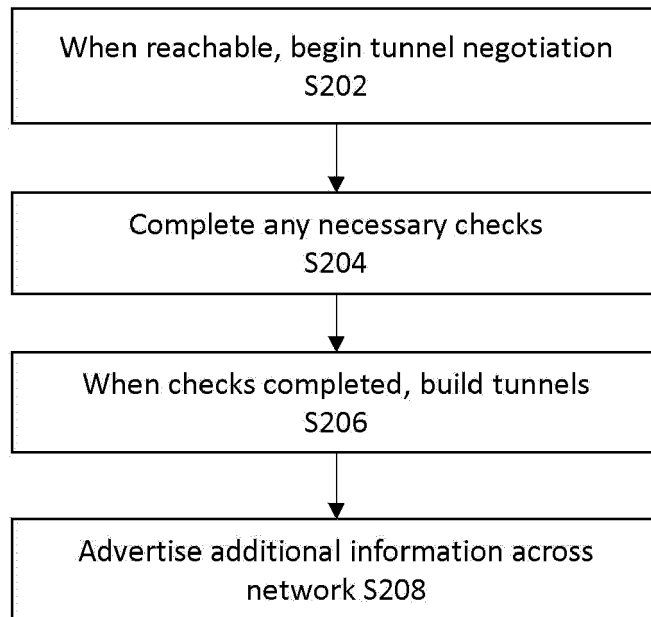 When reachable, begin tunnel negotiation
S202
Complete any necessary checks
S204
When checks completed, build tunnels
S206
Advertise additional information across
network S208